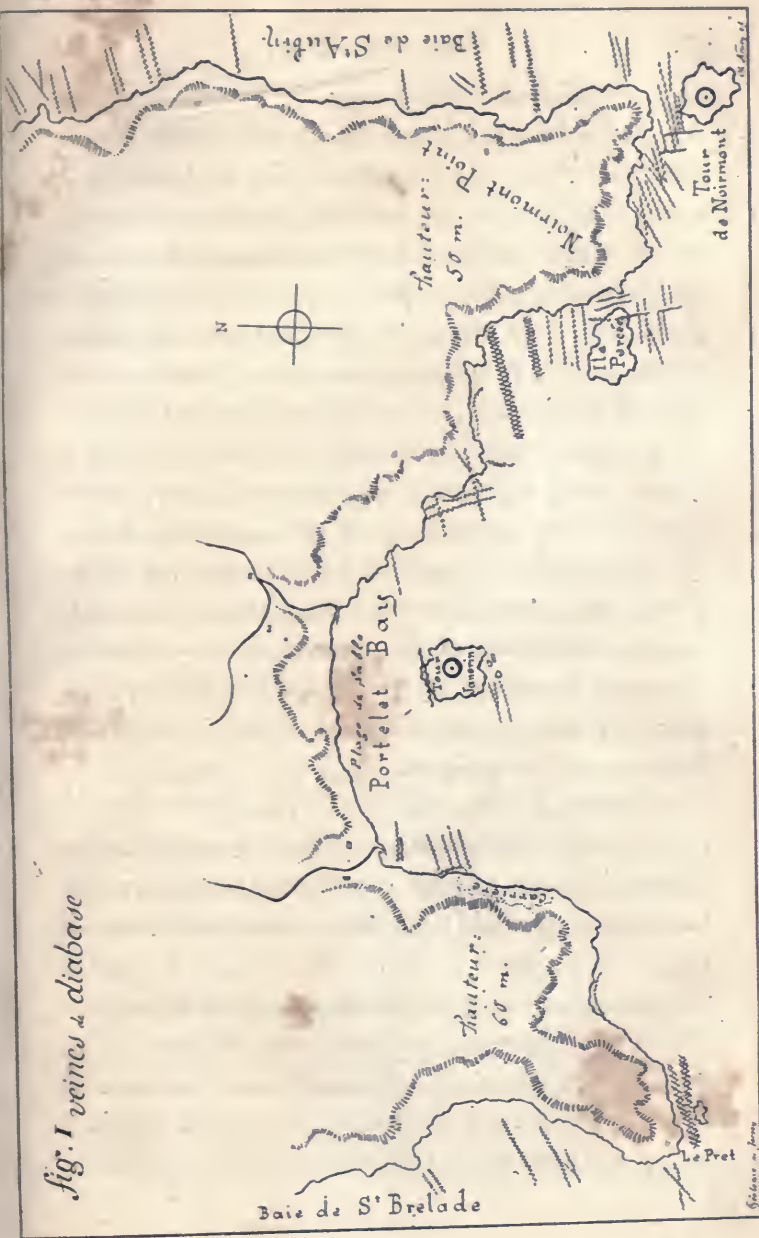 fig. I veines de diabase
N
Baie de St Aubin
hauteur:
50 m.
Noirmont Point
Tour
de Noirmont
Ile
Percée
Plage de sable
Portelet Bay
Tour
Janvrin
Carrière
hauteur:
60 m.
Baie de St Brelade
Le Pret